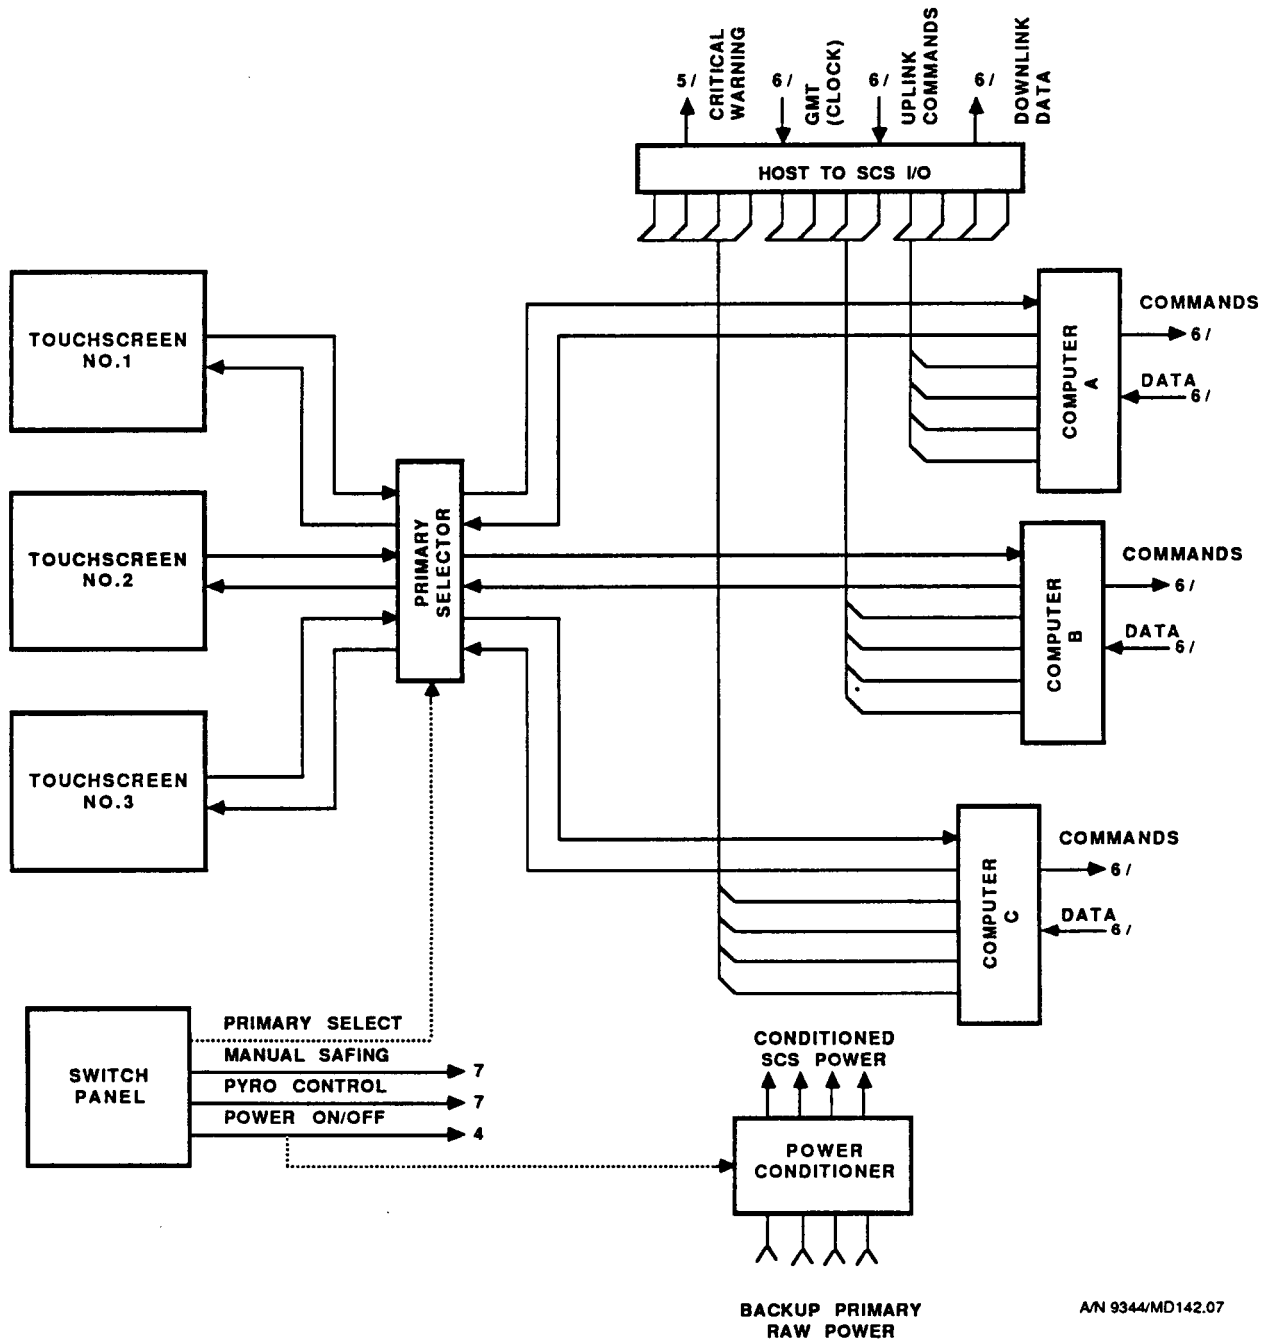 5/
CRITICAL
WARNING
6/
GMT
(CLOCK)
6/
UPLINK
COMMANDS
6/
DOWNLINK
DATA
HOST TO SCS I/O
TOUCHSCREEN
NO.1
TOUCHSCREEN
NO.2
TOUCHSCREEN
NO.3
PRIMARY
SELECTOR
COMPUTER
A
COMMANDS
6/
DATA
6/
COMPUTER
B
COMMANDS
6/
DATA
6/
COMPUTER
C
COMMANDS
6/
DATA
6/
SWITCH
PANEL
PRIMARY SELECT
MANUAL SAFING
7
PYRO CONTROL
7
POWER ON/OFF
4
CONDITIONED
SCS POWER
POWER
CONDITIONER
BACKUP PRIMARY
RAW POWER
A/N 9344/MD142.07